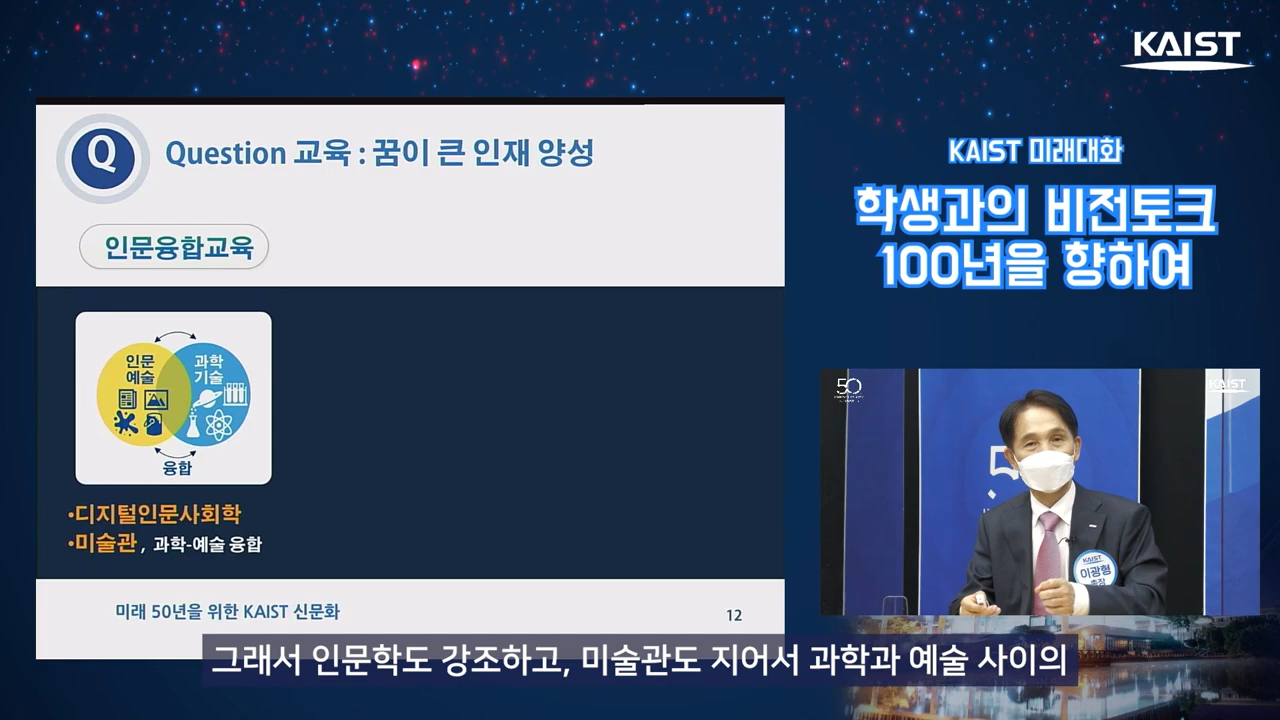 KAIST
Q
Question 교육 : 꿈이 큰 인재 양성
인문융합교육
인문
예술
과학
기술
융합
•디지털인문사회학
•미술관, 과학-예술 융합
미래 50년을 위한 KAIST 신문화
12
KAIST 미래대화
학생과의 비전토크
100년을 향하여
50
KAIST
KAIST
이광형
총장
그래서 인문학도 강조하고, 미술관도 지어서 과학과 예술 사이의